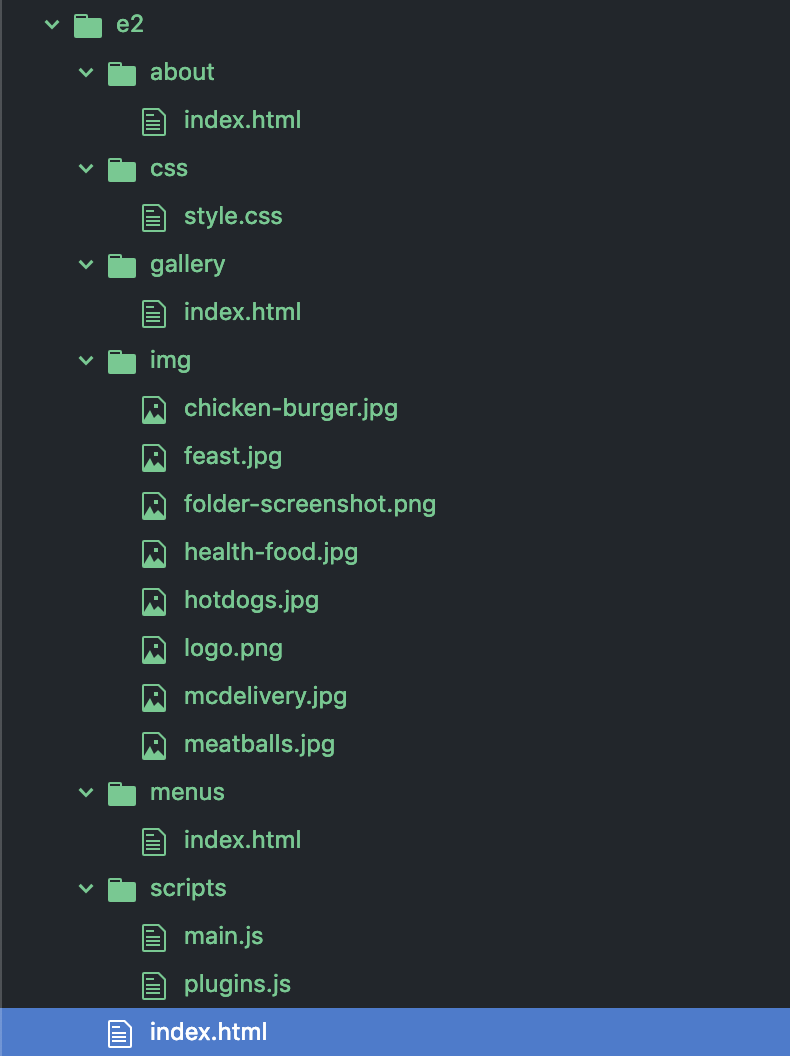 e2
about
index.html
css
style.css
gallery
index.html
img
chicken-burger.jpg
feast.jpg
folder-screenshot.png
health-food.jpg
hotdogs.jpg
logo.png
mcdelivery.jpg
meatballs.jpg
menus
index.html
scripts
main.js
plugins.js
index.html